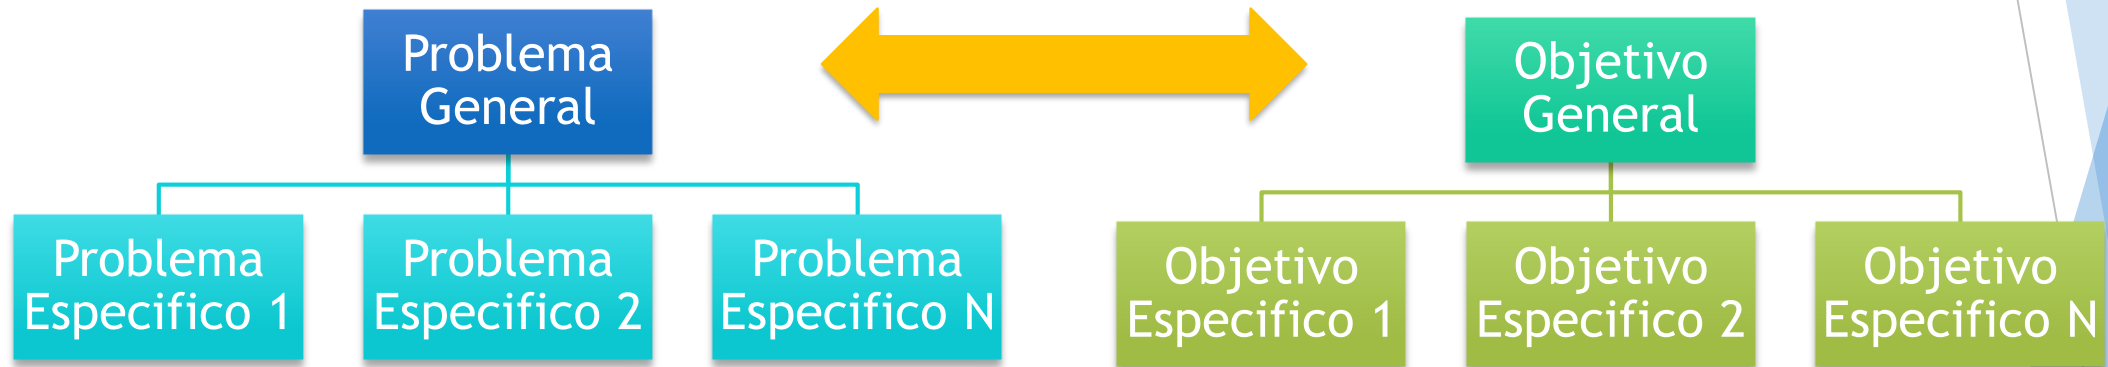 Problema
General
Objetivo
General
Problema
Especifico 1
Problema
Especifico 2
Problema
Especifico N
Objetivo
Especifico 1
Objetivo
Especifico 2
Objetivo
Especifico N